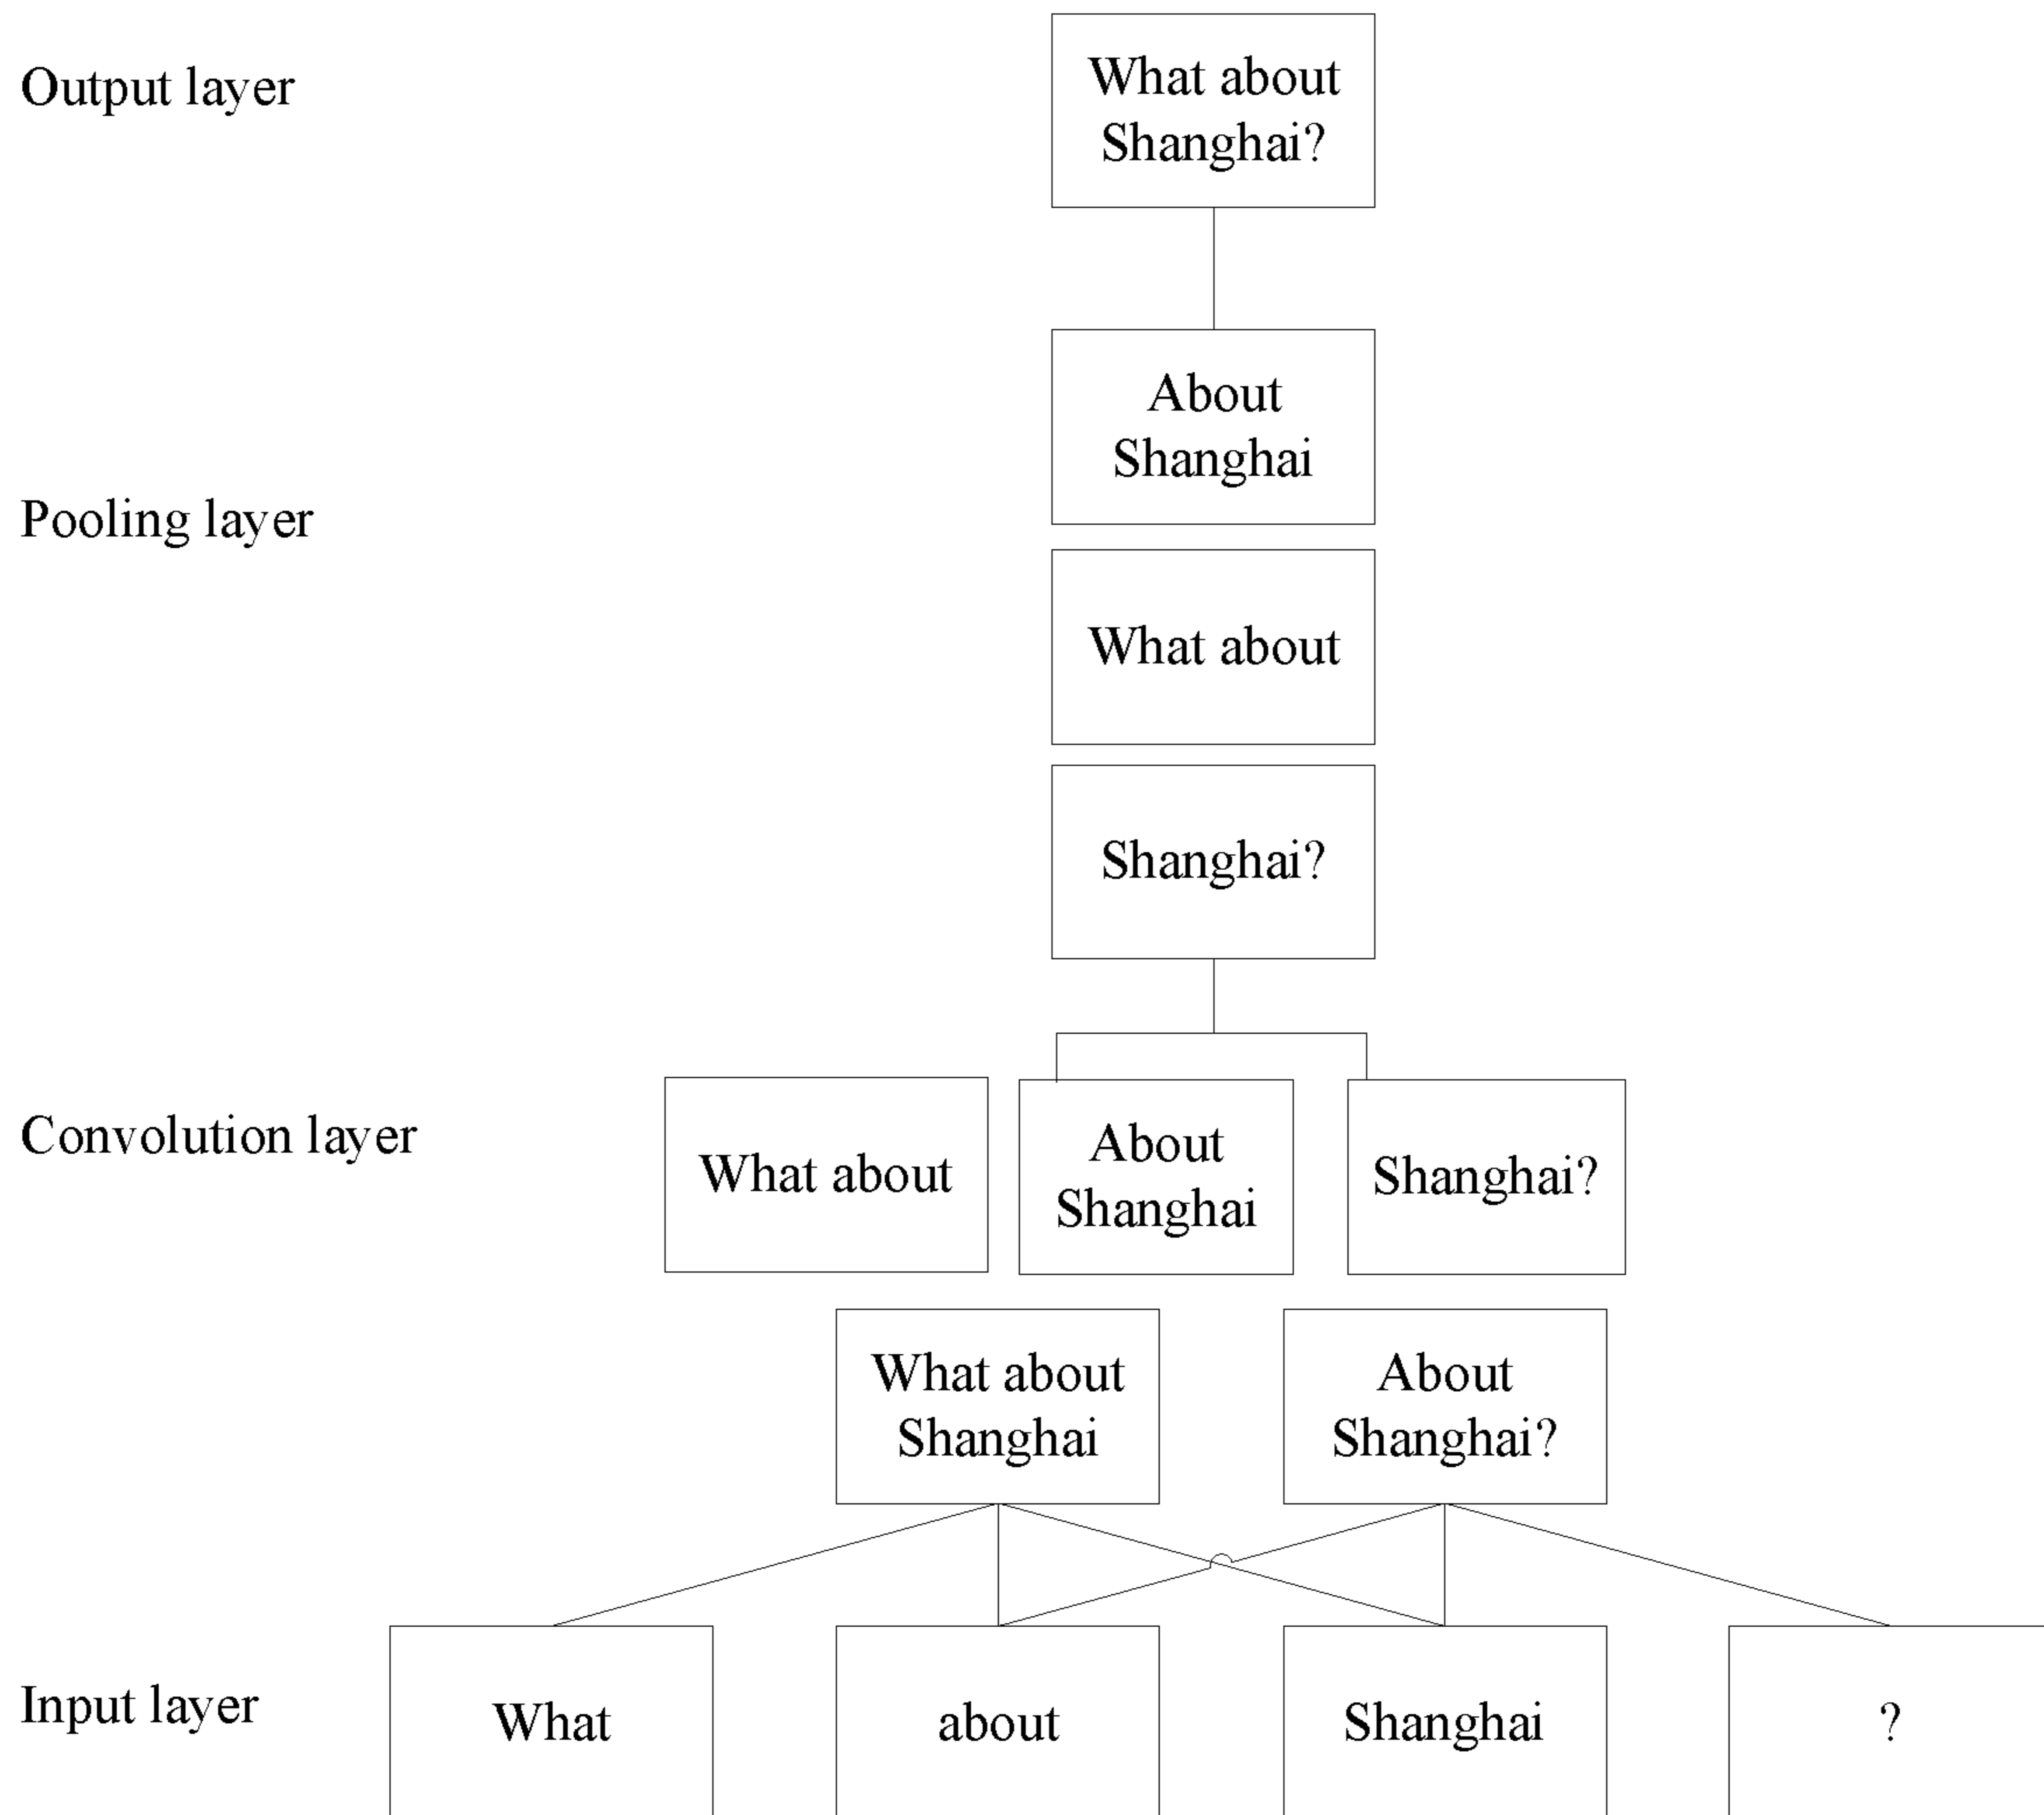 Output layer
What about
Shanghai?
About
Shanghai
Pooling layer
What about
Shanghai?
Convolution layer
What about
About
Shanghai
Shanghai?
What about
Shanghai
About
Shanghai?
Input layer
What
about
Shanghai
?